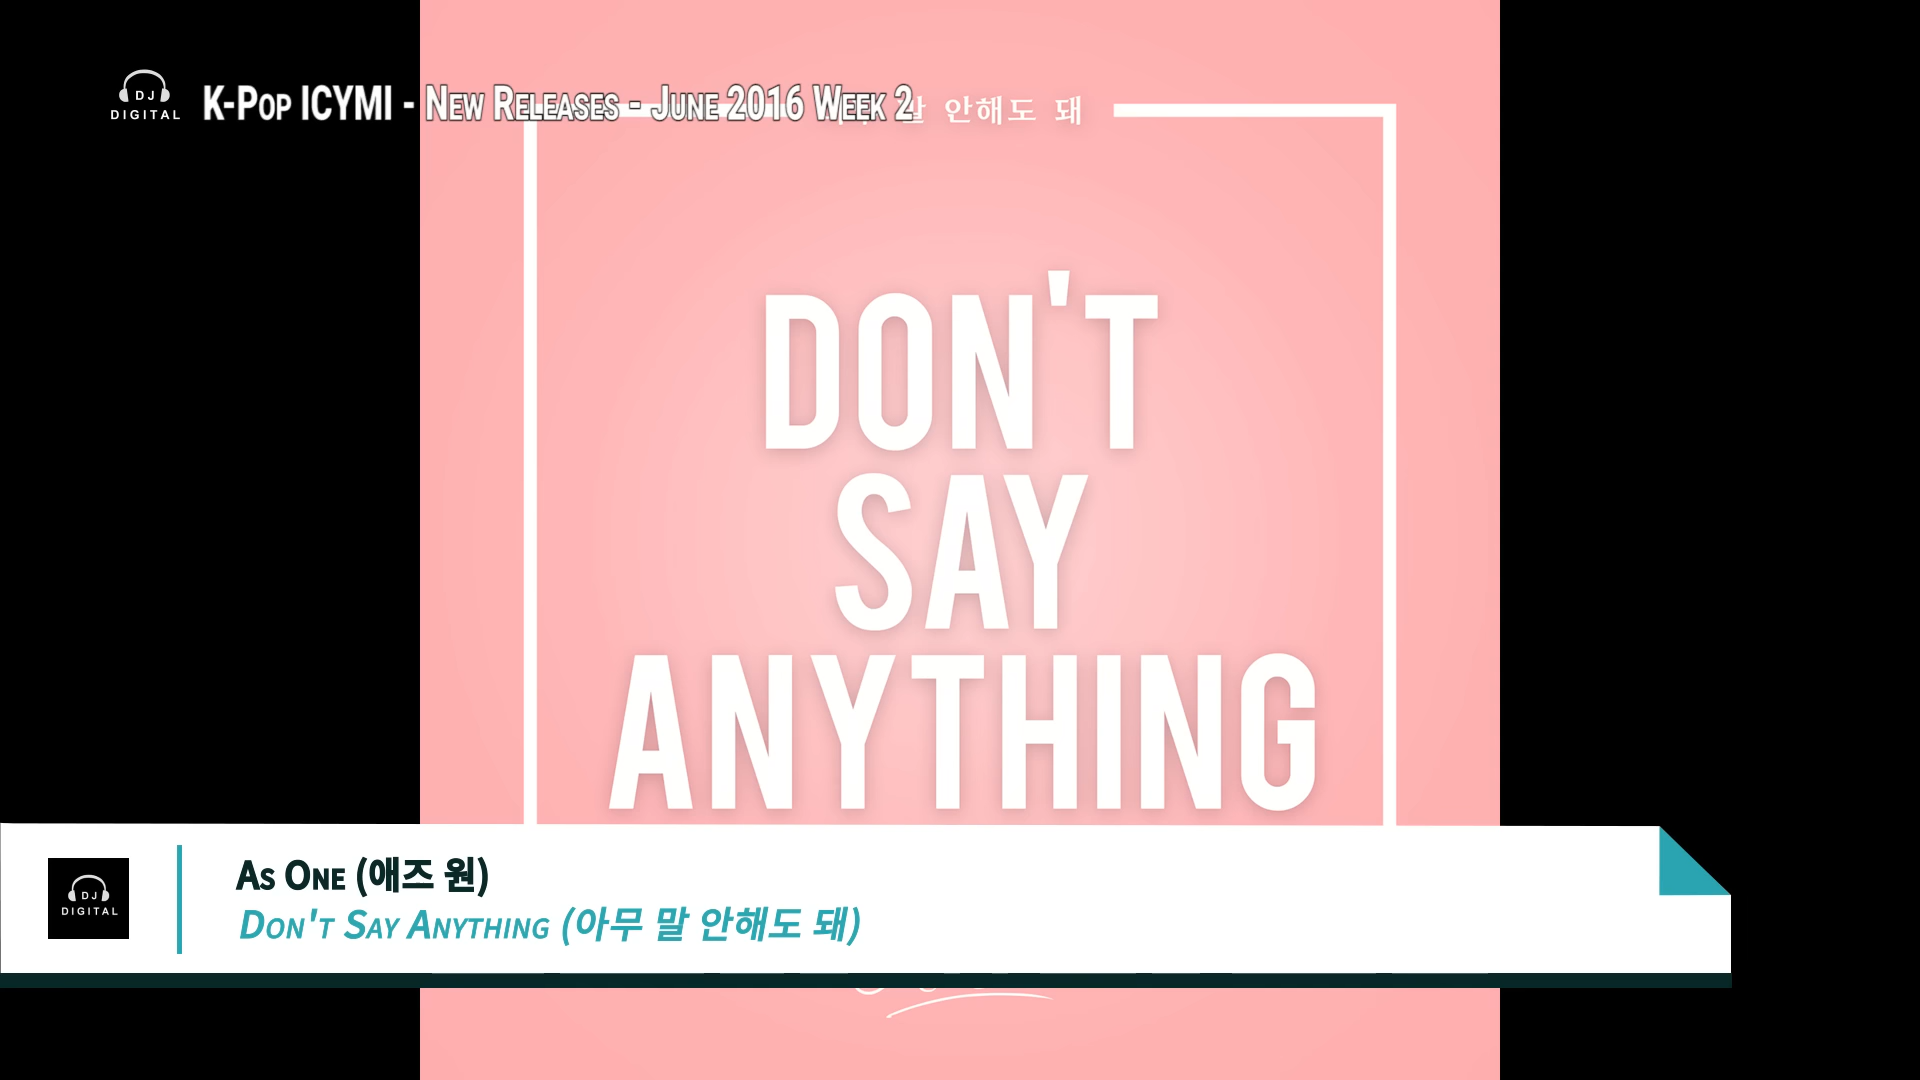 DJ
DIGITAL
K-Pop ICYMI - New Releases - June 2016 Week 2
말 안해도 돼
DON'T
SAY
ANYTHING
DJ
DIGITAL
As One (애즈 원)
Don't Say Anything (아무 말 안해도 돼)